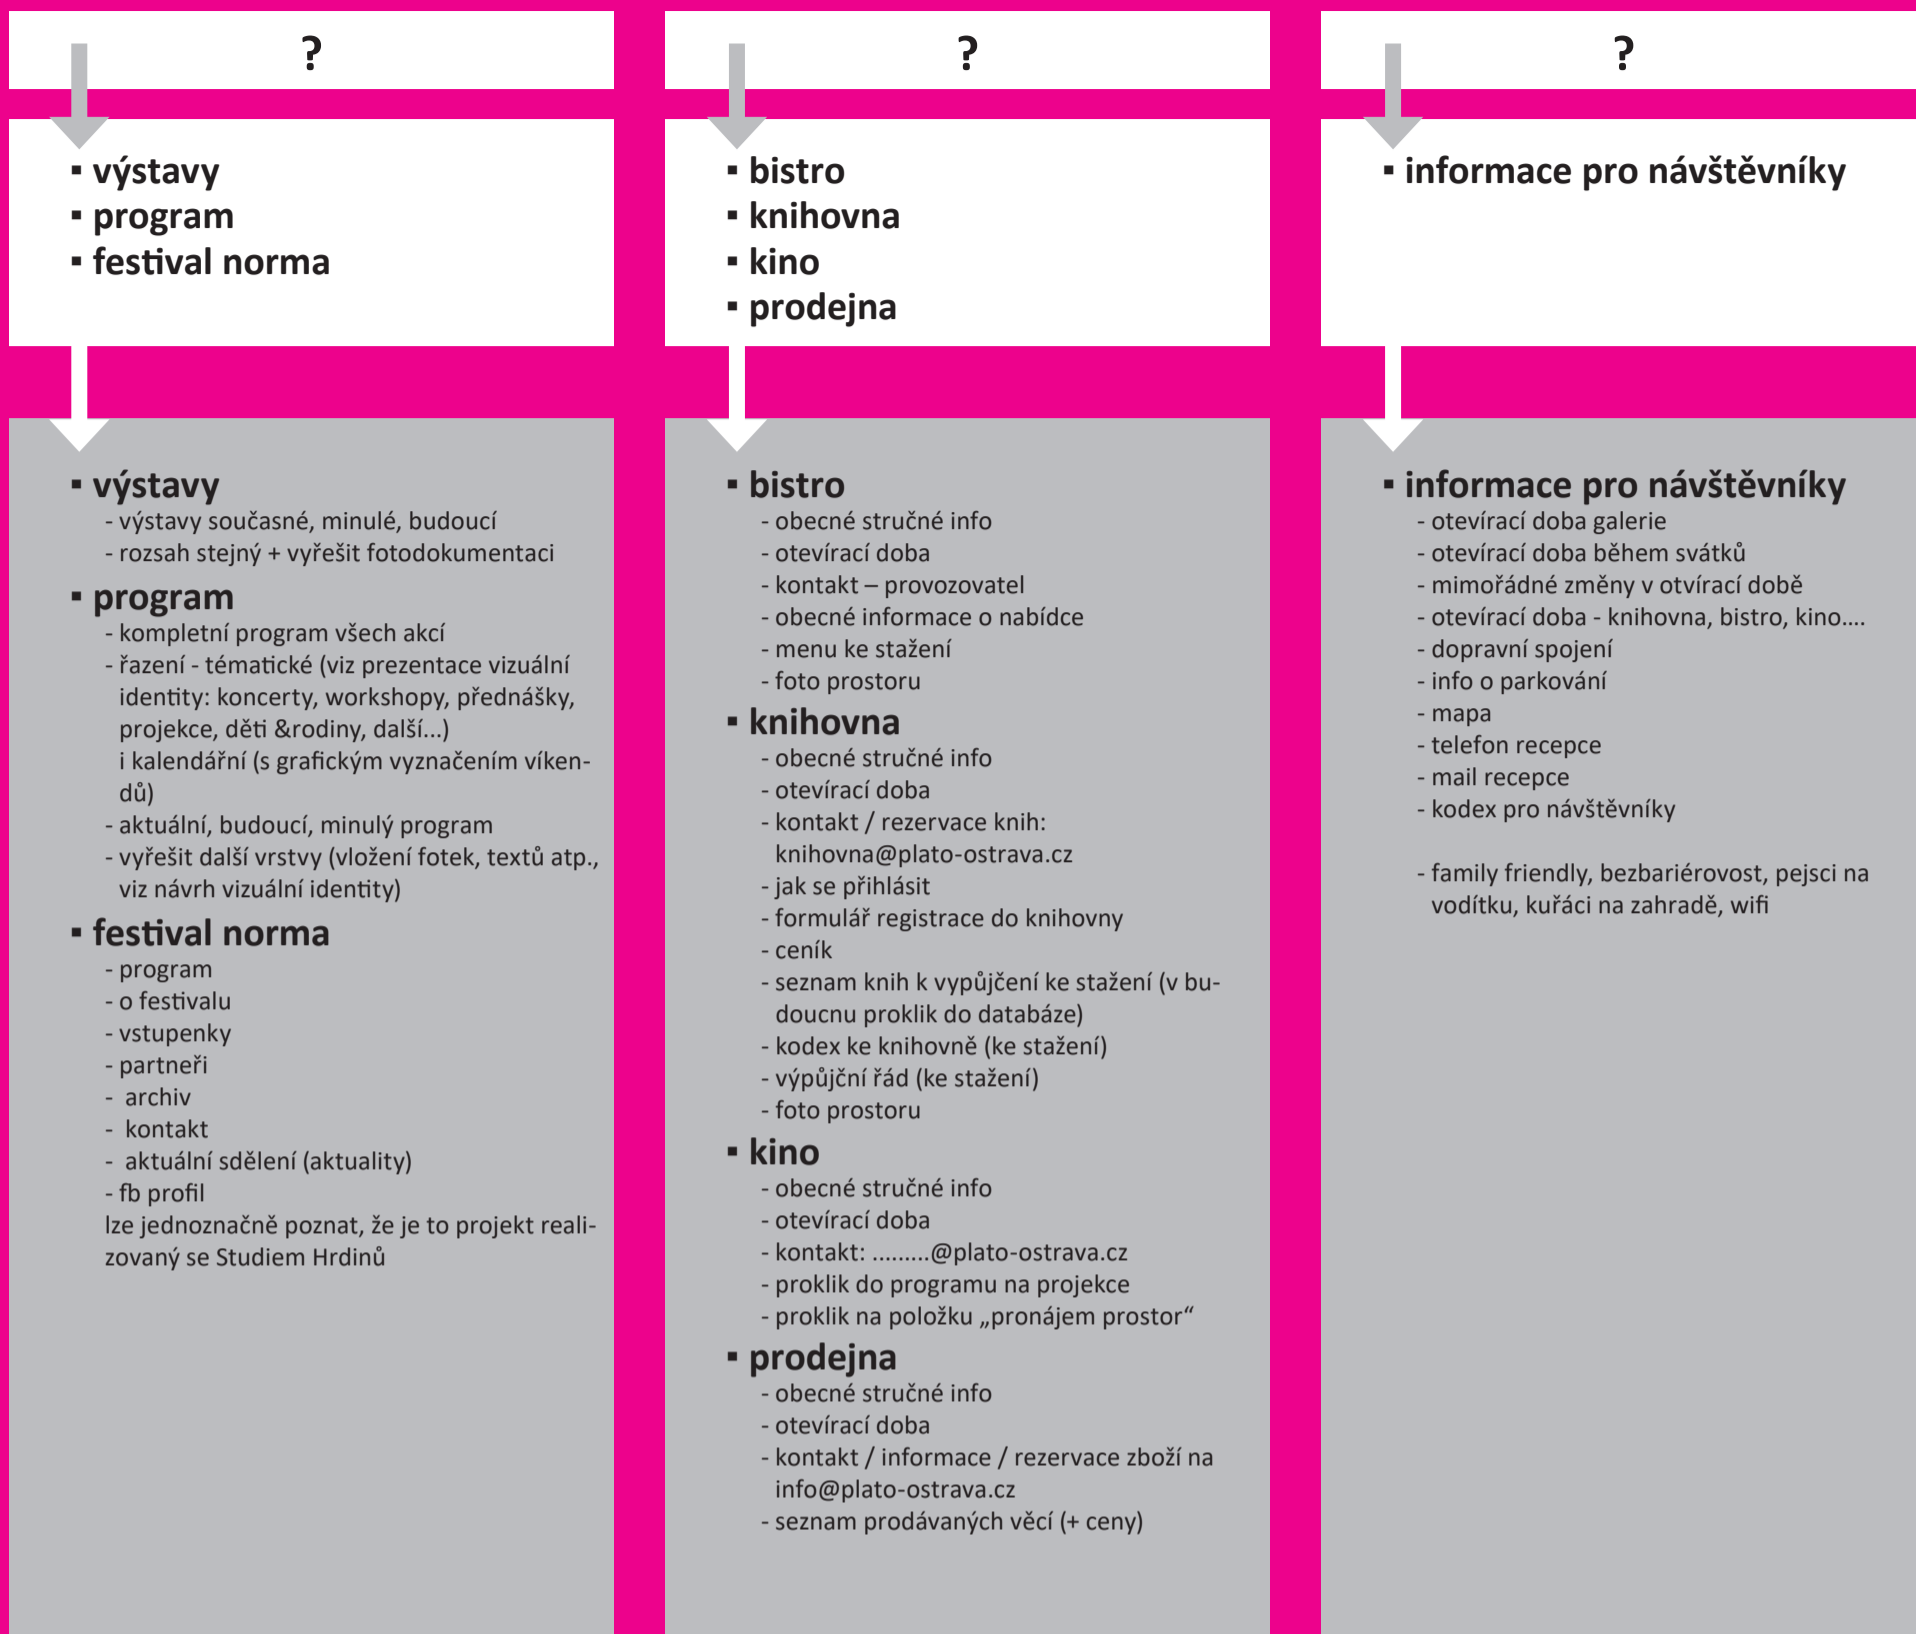 ?
▪ výstavy
▪ program
▪ festival norma
▪ výstavy
- výstavy současné, minulé, budoucí
- rozsah stejný + vyřešit fotodokumentaci
▪ program
- kompletní program všech akcí
- řazení - tématické (viz prezentace vizuální
identity: koncerty, workshopy, přednášky,
projekce, děti &rodiny, další...)
i kalendářní (s grafickým vyznačením víken-
dů)
- aktuální, budoucí, minulý program
- vyřešit další vrstvy (vložení fotek, textů atp.,
viz návrh vizuální identity)
▪ festival norma
- program
- o festivalu
- vstupenky
- partneři
- archiv
- kontakt
- aktuální sdělení (aktuality)
- fb profil
lze jednoznačně poznat, že je to projekt reali-
zovaný se Studiem Hrdinů
?
▪ bistro
▪ knihovna
▪ kino
▪ prodejna
▪ bistro
- obecné stručné info
- otevírací doba
- kontakt – provozovatel
- obecné informace o nabídce
- menu ke stažení
- foto prostoru
▪ knihovna
- obecné stručné info
- otevírací doba
- kontakt / rezervace knih:
knihovna@plato-ostrava.cz
- jak se přihlásit
- formulář registrace do knihovny
- ceník
- seznam knih k vypůjčení ke stažení (v bu-
doucnu proklik do databáze)
- kodex ke knihovně (ke stažení)
- výpůjční řád (ke stažení)
- foto prostoru
▪ kino
- obecné stručné info
- otevírací doba
- kontakt: .........@plato-ostrava.cz
- proklik do programu na projekce
- proklik na položku „pronájem prostor“
▪ prodejna
- obecné stručné info
- otevírací doba
- kontakt / informace / rezervace zboží na
info@plato-ostrava.cz
- seznam prodávaných věcí (+ ceny)
?
▪ informace pro návštěvníky
▪ informace pro návštěvníky
- otevírací doba galerie
- otevírací doba během svátků
- mimořádné změny v otvírací době
- otevírací doba - knihovna, bistro, kino....
- dopravní spojení
- info o parkování
- mapa
- telefon recepce
- mail recepce
- kodex pro návštěvníky
- family friendly, bezbariérovost, pejsci na
vodítku, kuřáci na zahradě, wifi